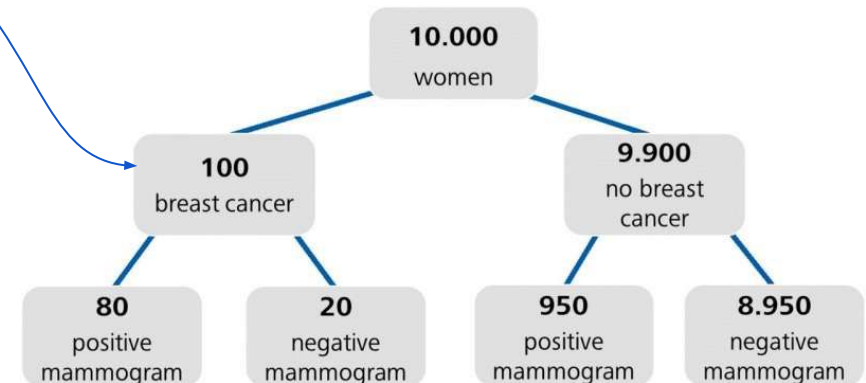 10.000
women
100
breast cancer
9.900
no breast
cancer
80
positive
mammogram
20
negative
mammogram
950
positive
mammogram
8.950
negative
mammogram